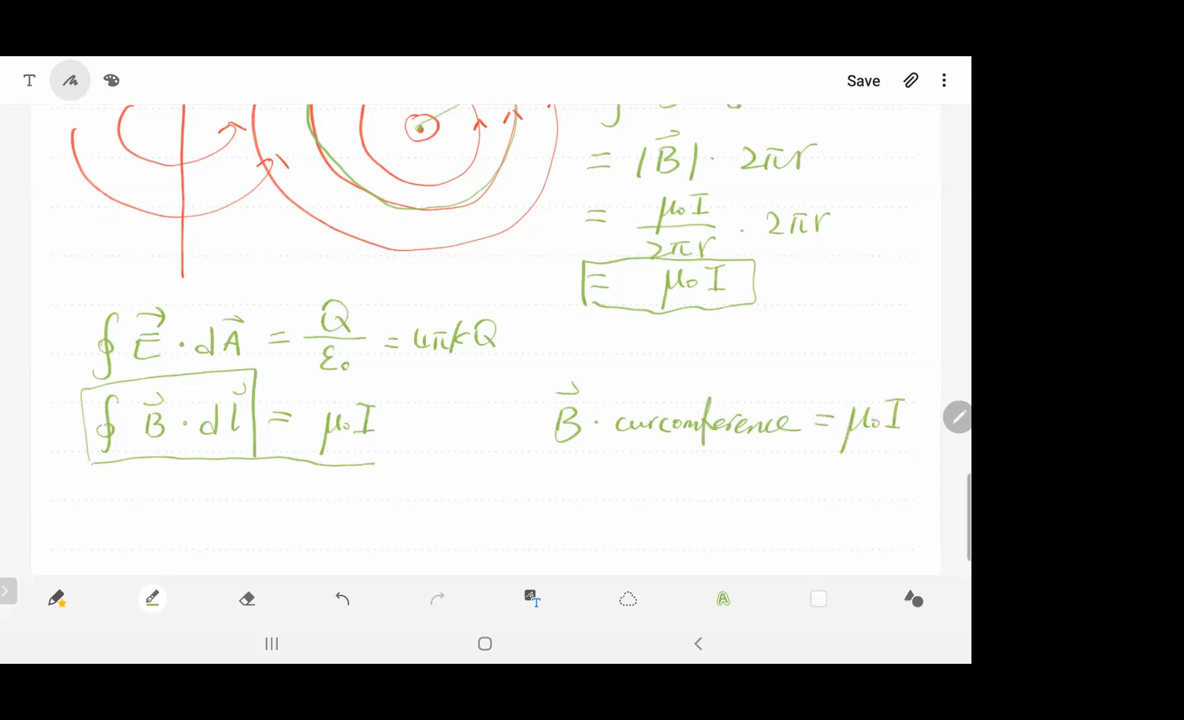 T Save
= |B⃗| · 2πr
= μ₀I / 2πr · 2πr
= μ₀I
∮ E⃗ · dA⃗ = Q / ε₀ = 4πkQ
∮ B⃗ · dl⃗ = μ₀I
B⃗ · curcomference = μ₀I
T
A